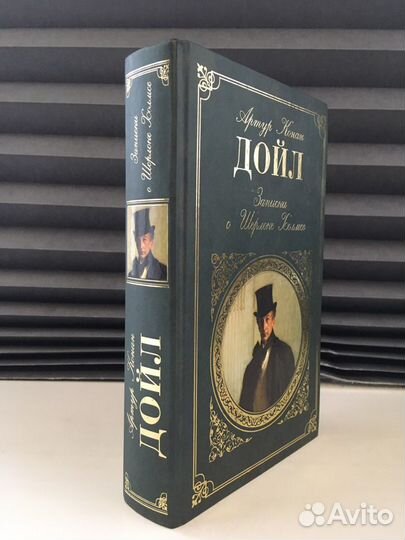 Записки
о Шерлоке Холмсе
Артур Конан
ДОЙЛ
Артур Конан
ДОЙЛ
Записки
о Шерлоке Холмсе
Avito